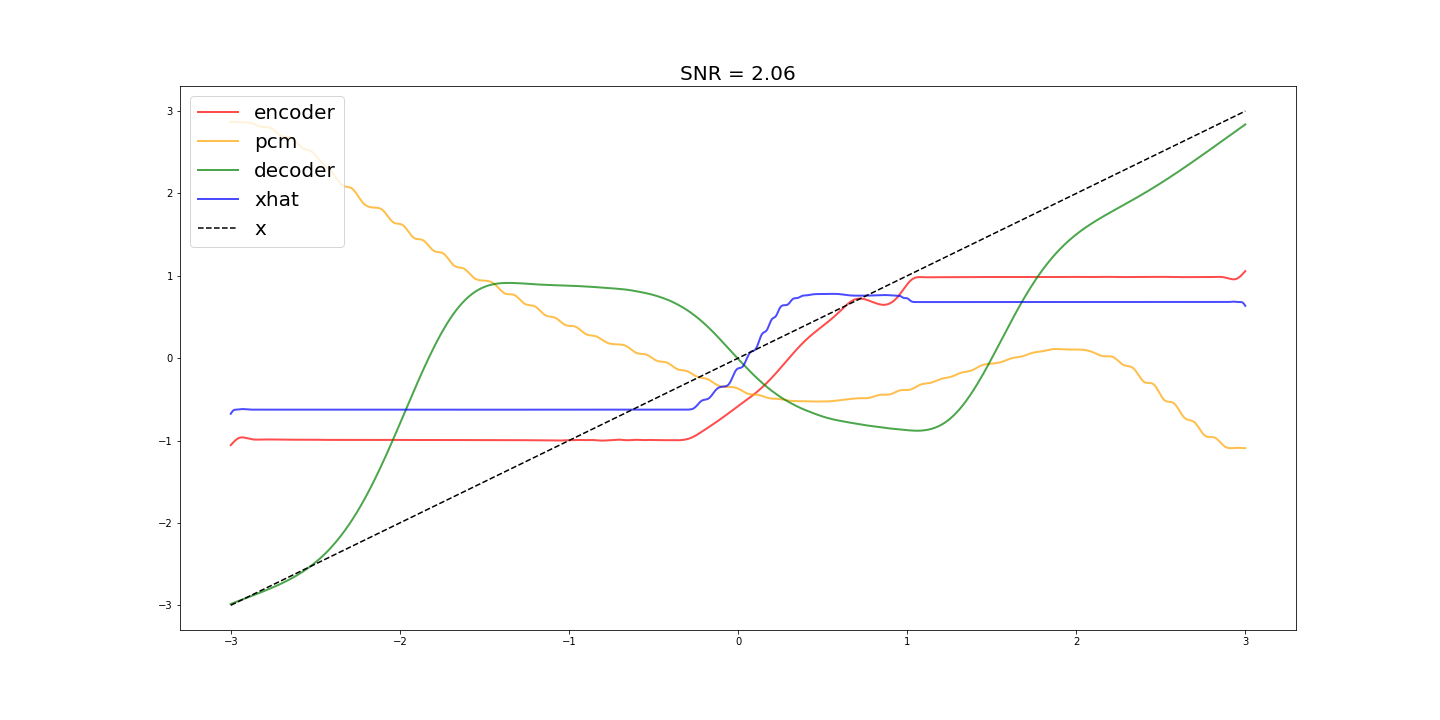 SNR = 2.06
encoder
pcm
decoder
xhat
x
3
2
1
0
−1
−2
−3
−3 −2 −1 0 1 2 3